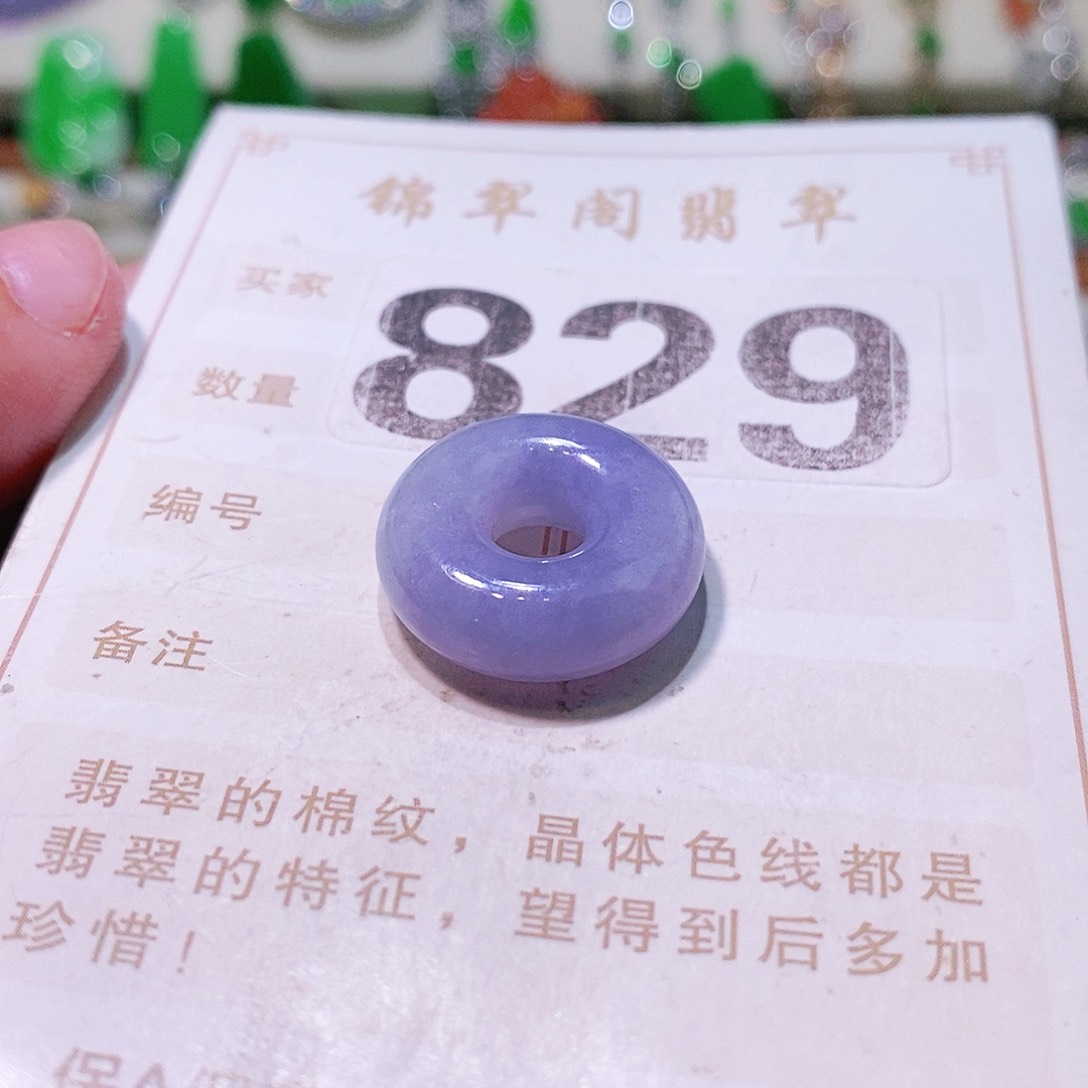 锦翠阁翡翠
买家
829
数量
编号
备注
翡翠的棉纹，晶体色线都是
翡翠的特征，望得到后多加
珍惜！
保A